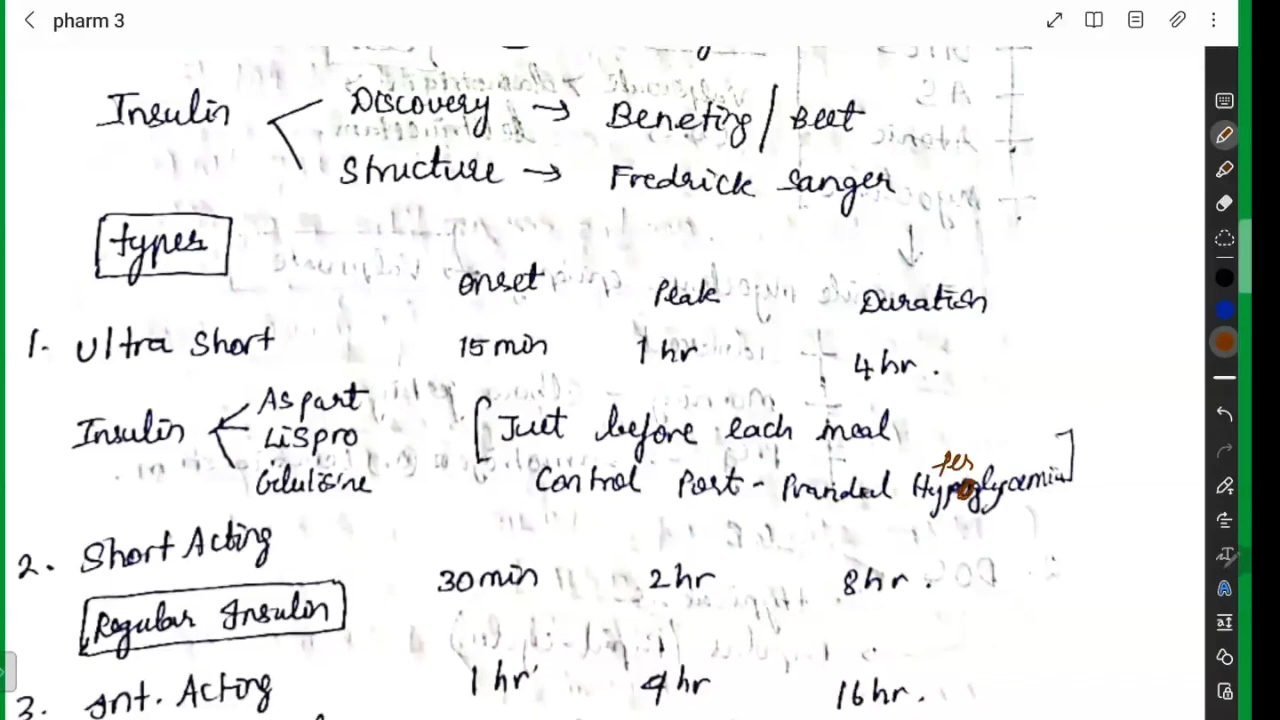 pharm 3
Insulin Discovery → Beneting / Beet
Structure → Fredrick Sanger
types
onset Peak Duration
1. Ultra Short 15 min 1 hr 4 hr.
Insulin Aspart
LiSpro
Glulisine
[Just before each meal
Control Post-Prandial Hyperglycemia]
2. Short Acting 30 min 2 hr 8 hr.
Regular Insulin
3. Int. Acting 1 hr 4 hr 16 hr.